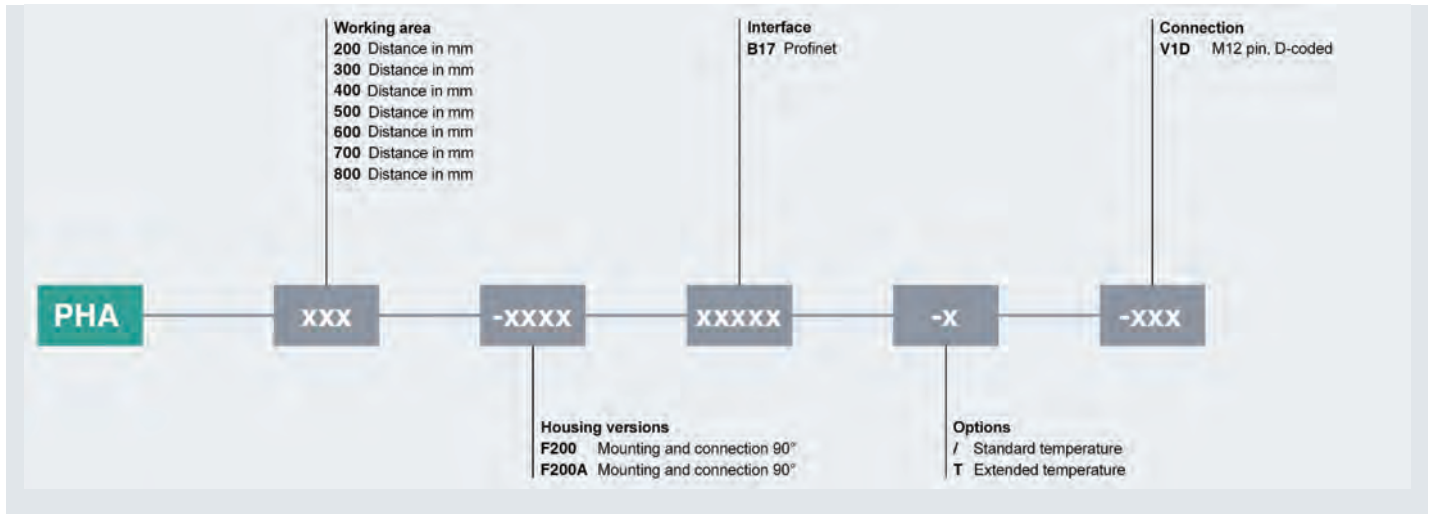 Working area
200 Distance in mm
300 Distance in mm
400 Distance in mm
500 Distance in mm
600 Distance in mm
700 Distance in mm
800 Distance in mm
Interface
B17 Profinet
Connection
V1D M12 pin, D-coded
PHA
xxx
-xxxx
xxxxx
-x
-xxx
Housing versions
F200 Mounting and connection 90°
F200A Mounting and connection 90°
Options
/ Standard temperature
T Extended temperature